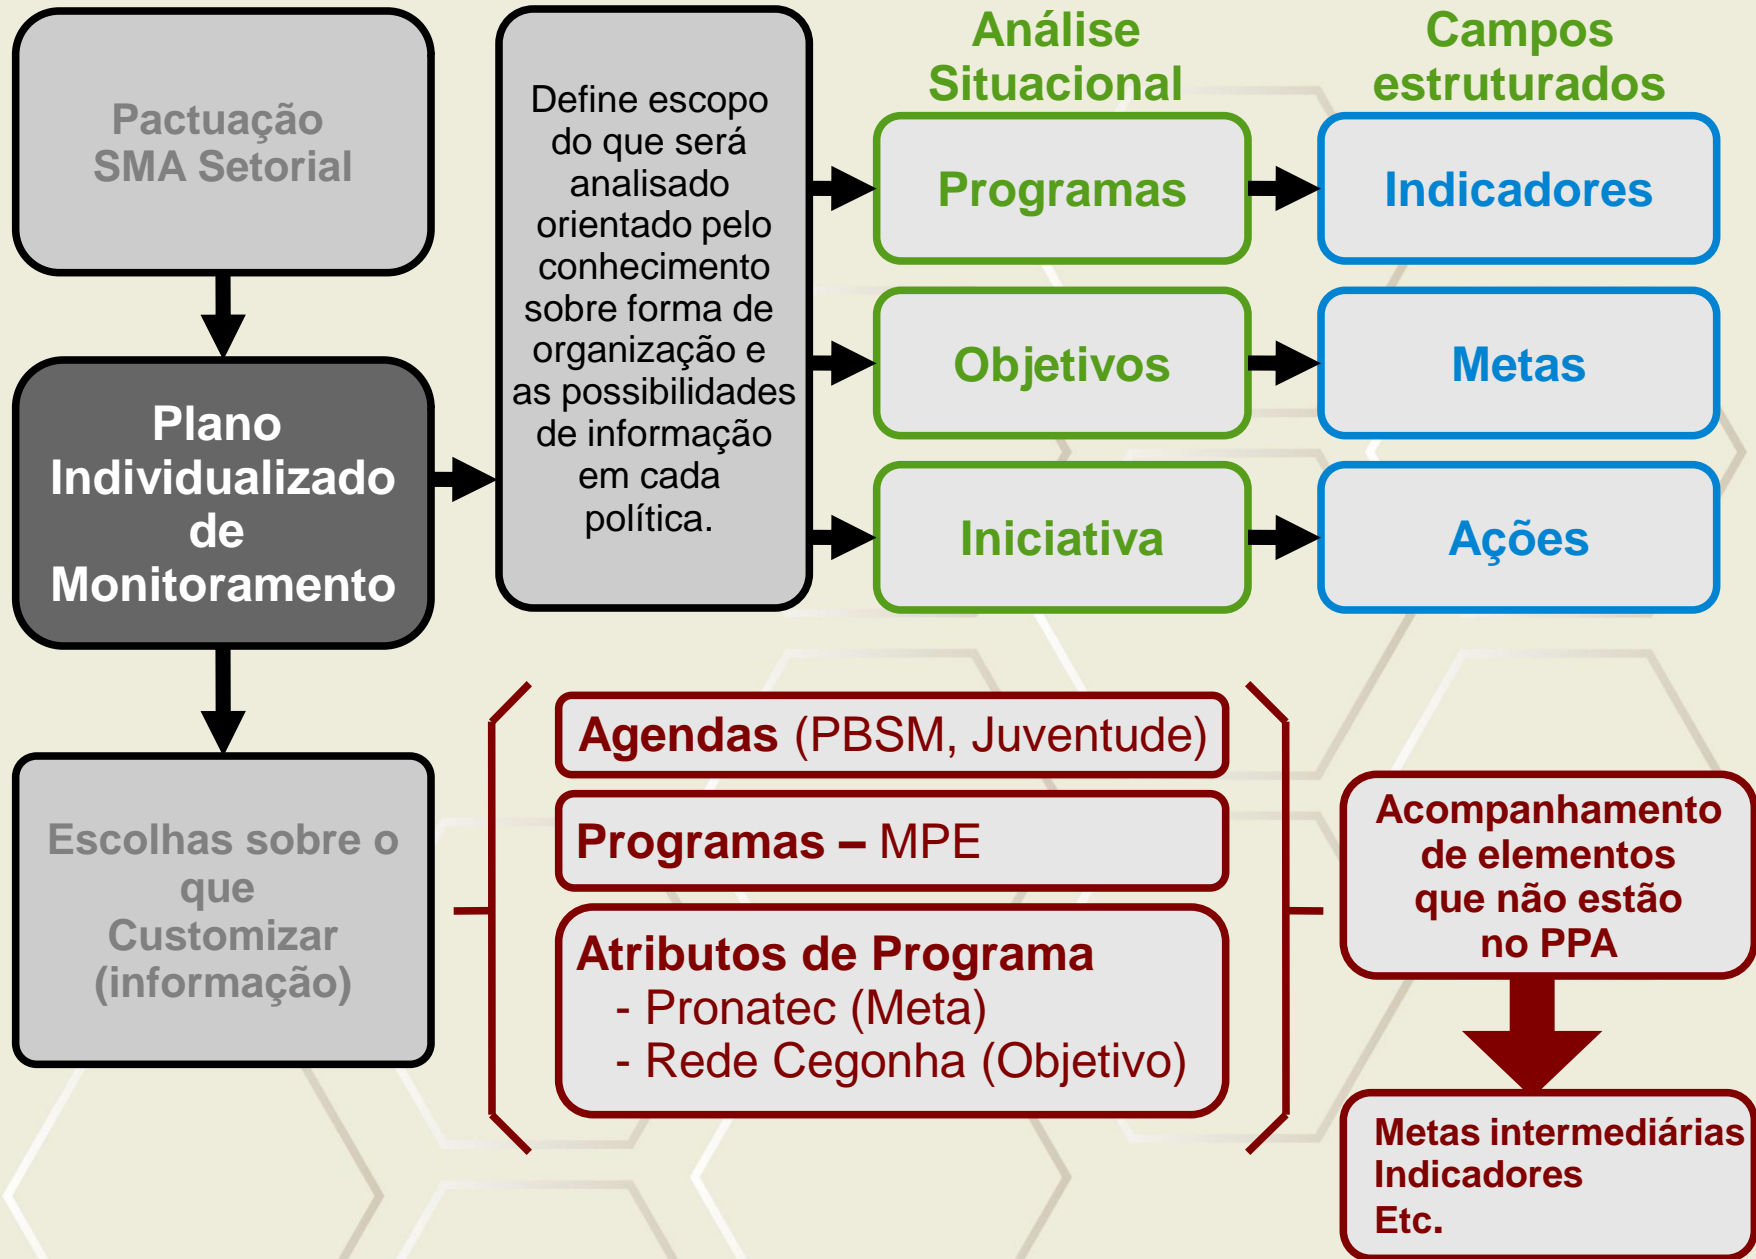 Pactuação
SMA Setorial
Plano
Individualizado
de
Monitoramento
Escolhas sobre o
que
Customizar
(informação)
Define escopo
do que será
analisado
orientado pelo
conhecimento
sobre forma de
organização e
as possibilidades
de informação
em cada
política.
Análise
Situacional
Programas
Objetivos
Iniciativa
Campos
estruturados
Indicadores
Metas
Ações
Agendas (PBSM, Juventude)
Programas – MPE
Atributos de Programa
- Pronatec (Meta)
- Rede Cegonha (Objetivo)
Acompanhamento
de elementos
que não estão
no PPA
Metas intermediárias
Indicadores
Etc.